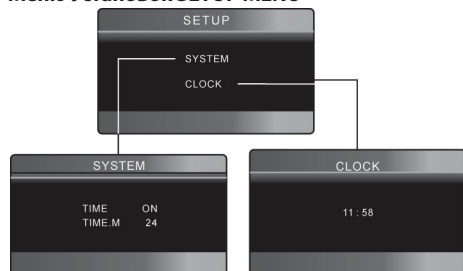 SETUP
SYSTEM
CLOCK
SYSTEM
TIME ON
TIME.M 24
CLOCK
11 : 58